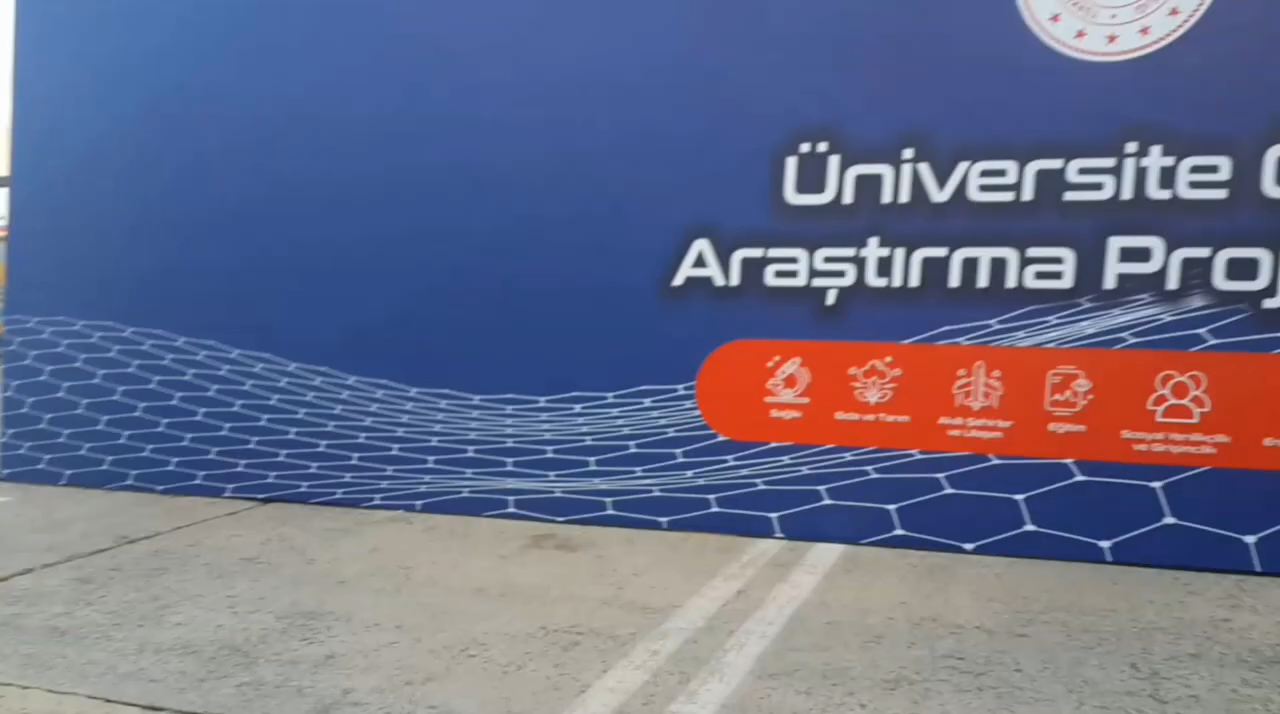 Üniversite
Araştırma Proj
Sağlık
Gıda ve Tarım
Akıllı Şehirler
ve Ulaşım
Eğitim
Sosyal Yenilikçilik
ve Girişimcilik